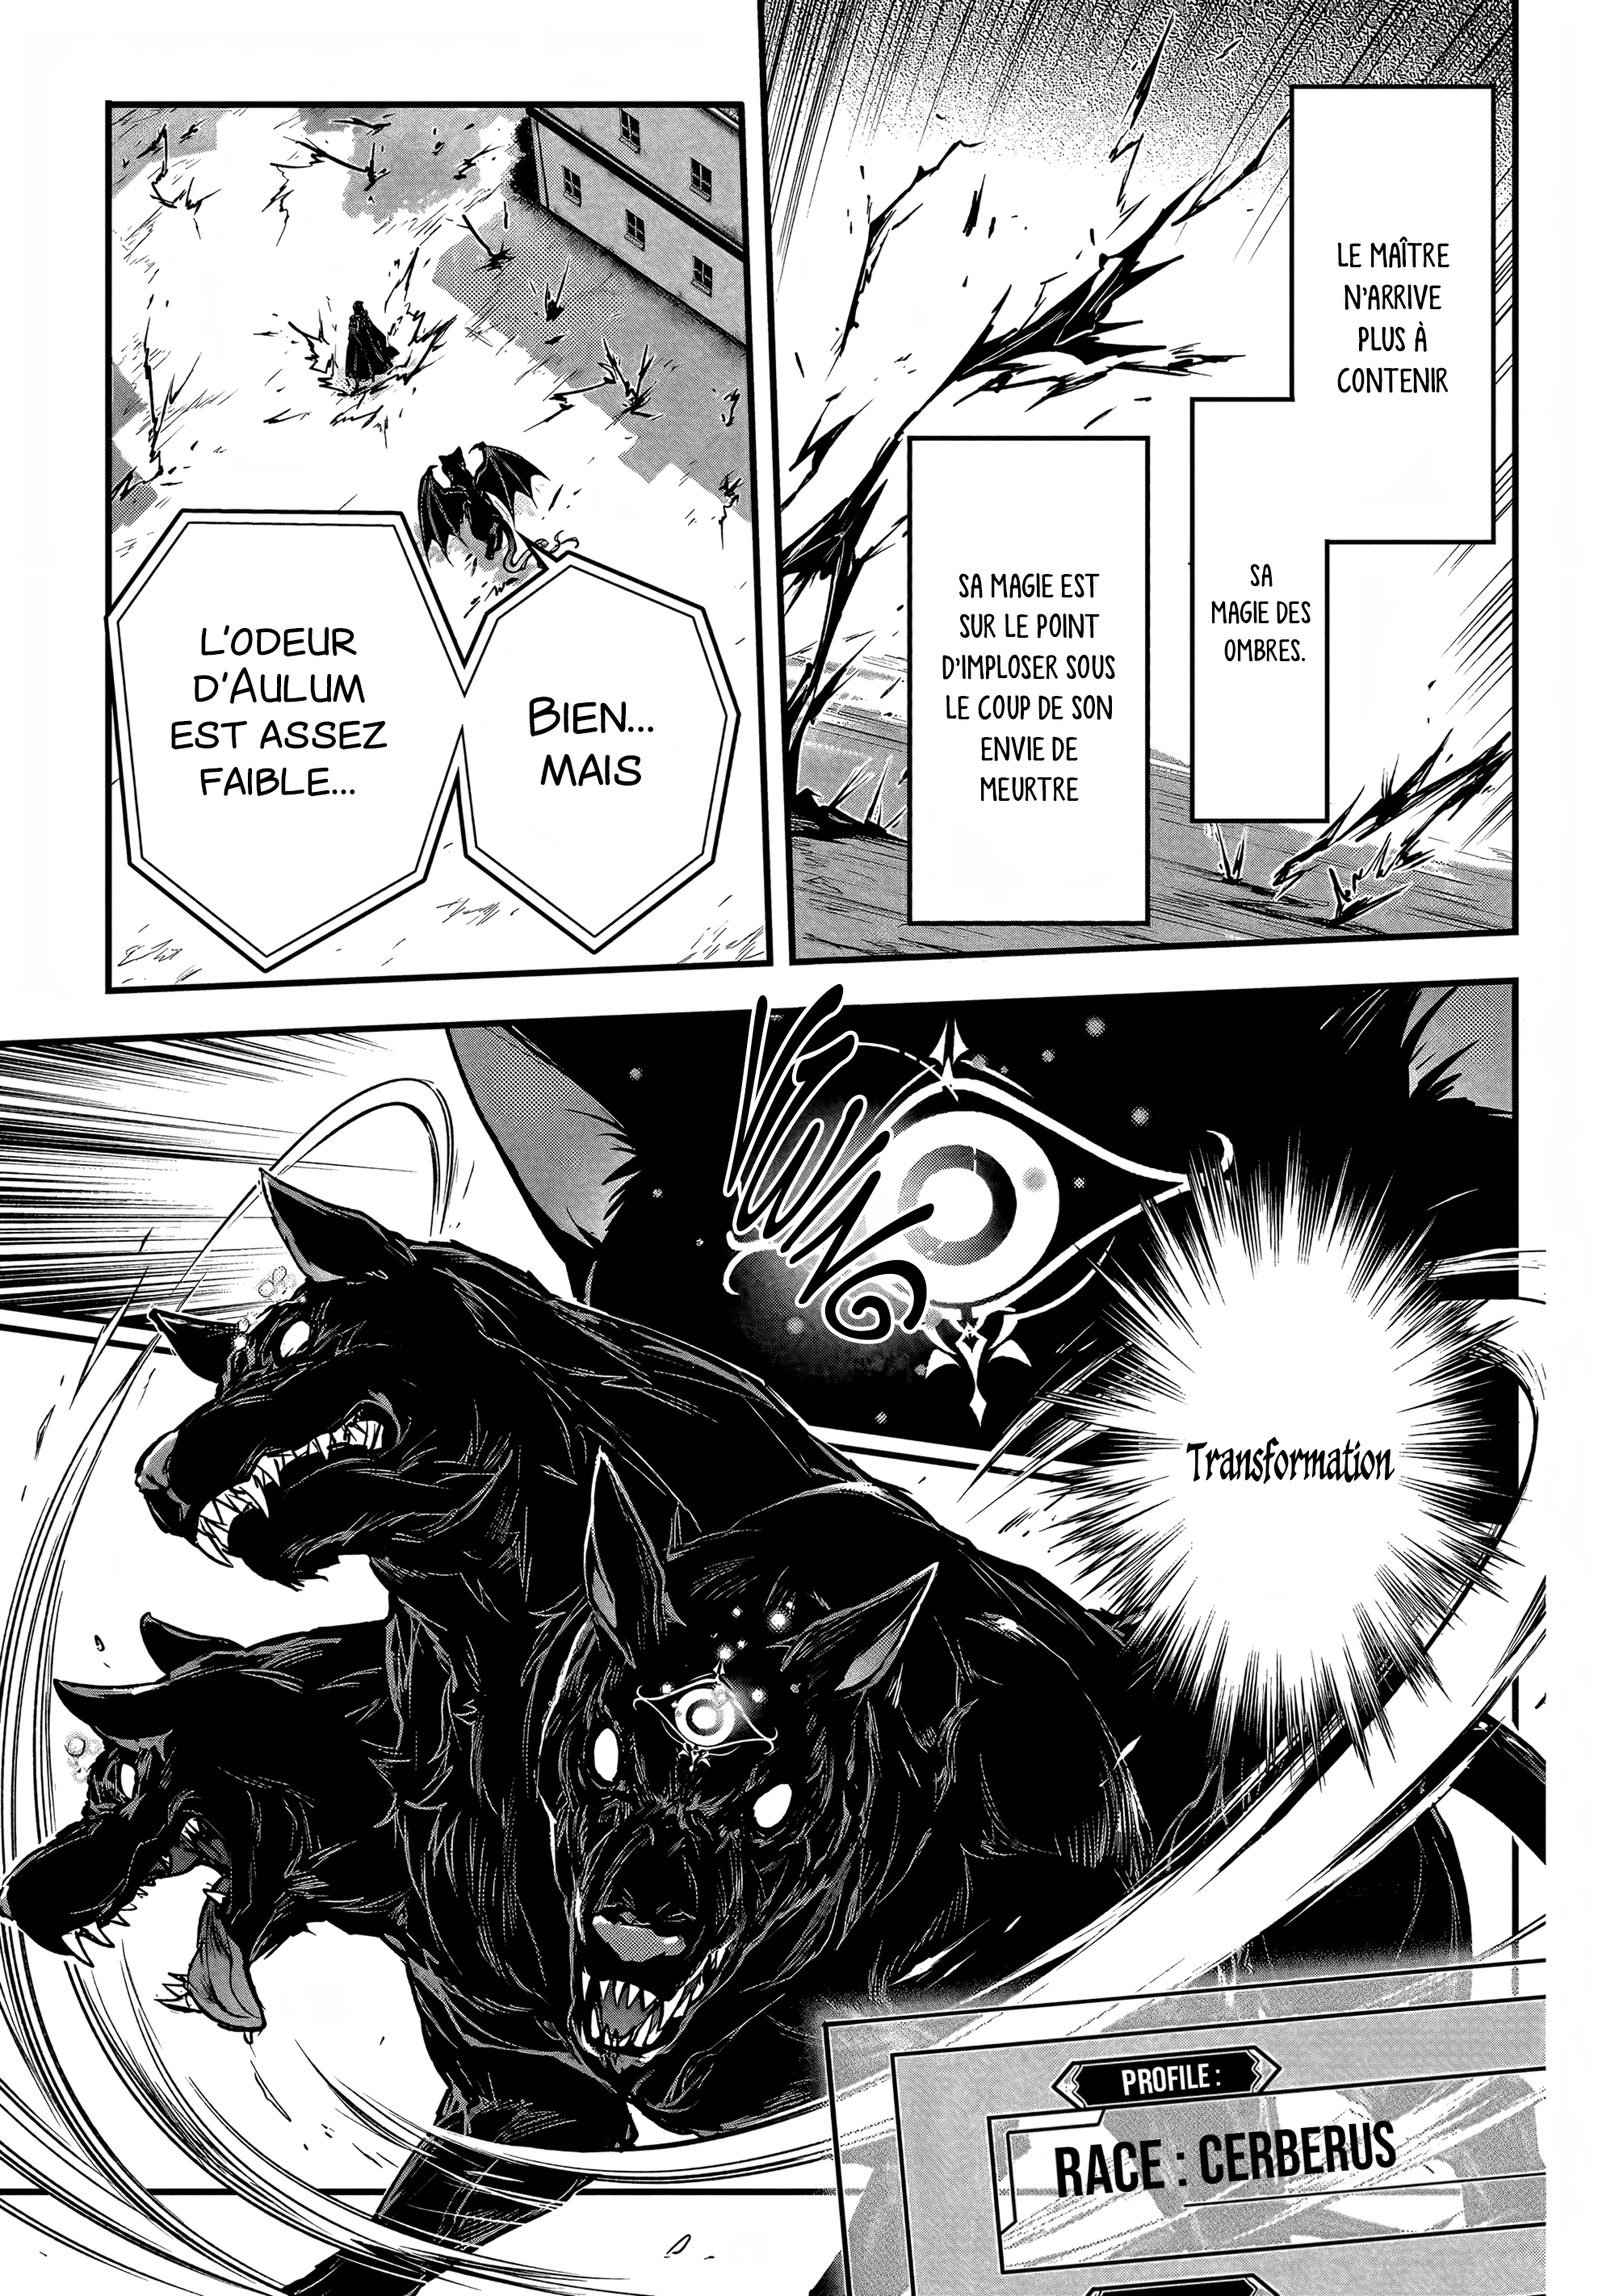 LE MAÎTRE
N'ARRIVE
PLUS À
CONTENIR
SA
MAGIE DES
OMBRES.
SA MAGIE EST
SUR LE POINT
D'IMPLOSER SOUS
LE COUP DE SON
ENVIE DE
MEURTRE
BIEN...
MAIS
L'ODEUR
D'AULUM
EST ASSEZ
FAIBLE...
VWING
Transformation
PROFILE :
RACE : CERBERUS